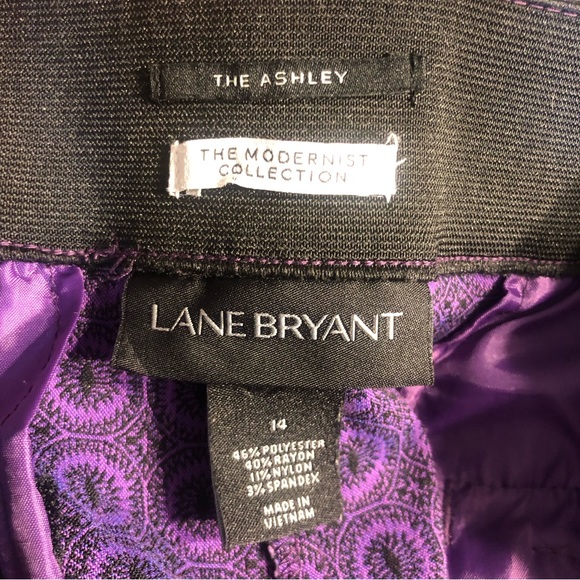 THE ASHLEY
THE MODERNIST
COLLECTION
LANE BRYANT
14
46% POLYESTER
40% RAYON
11% NYLON
3% SPANDEX
MADE IN
VIETNAM